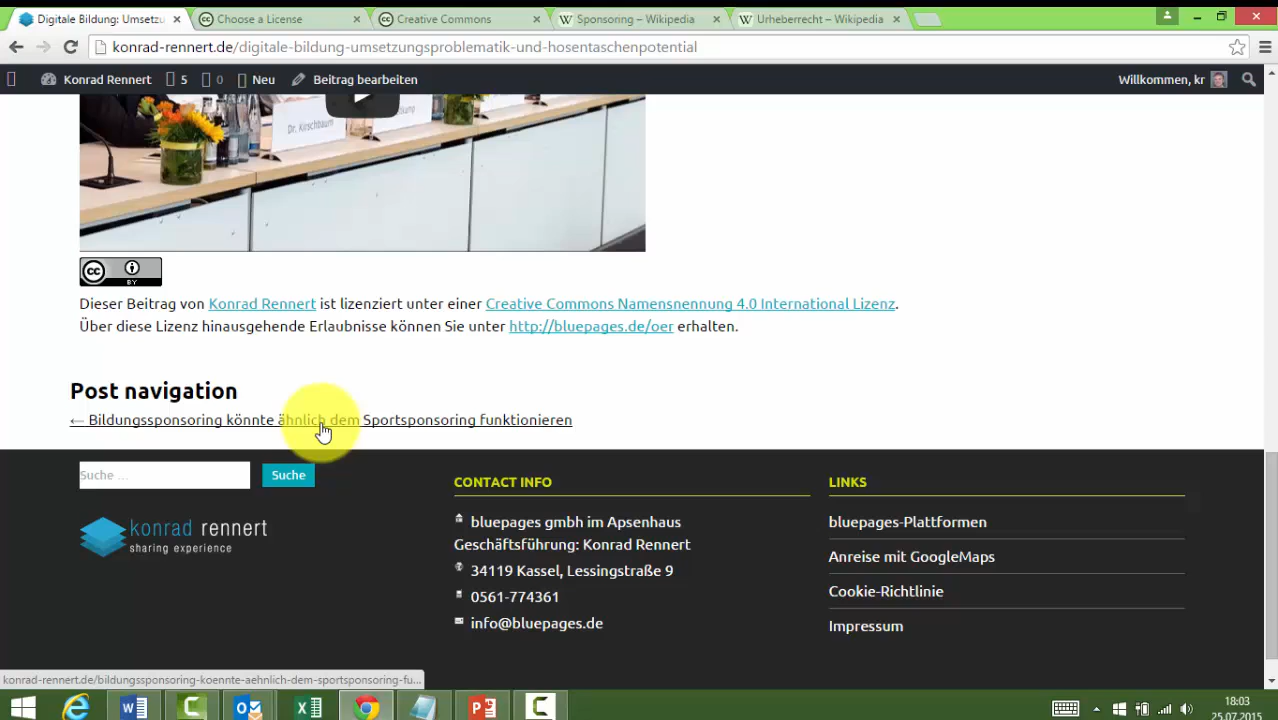 Digitale Bildung: Umsetzu
Choose a License
Creative Commons
Sponsoring – Wikipedia
Urheberrecht – Wikipedia
konrad-rennert.de/digitale-bildung-umsetzungsproblematik-und-hosentaschenpotential
Konrad Rennert 5 0 Neu Beitrag bearbeiten Willkommen, kr
Dr. Kirschbaum
cc BY
Dieser Beitrag von Konrad Rennert ist lizenziert unter einer Creative Commons Namensnennung 4.0 International Lizenz.
Über diese Lizenz hinausgehende Erlaubnisse können Sie unter http://bluepages.de/oer erhalten.
Post navigation
← Bildungssponsoring könnte ähnlich dem Sportsponsoring funktionieren
Suche …
Suche
konrad rennert
sharing experience
CONTACT INFO
bluepages gmbh im Apsenhaus
Geschäftsführung: Konrad Rennert
34119 Kassel, Lessingstraße 9
0561-774361
info@bluepages.de
LINKS
bluepages-Plattformen
Anreise mit GoogleMaps
Cookie-Richtlinie
Impressum
konrad-rennert.de/bildungssponsoring-koennte-aehnlich-dem-sportsponsoring-fu...
18:03
25.07.2015